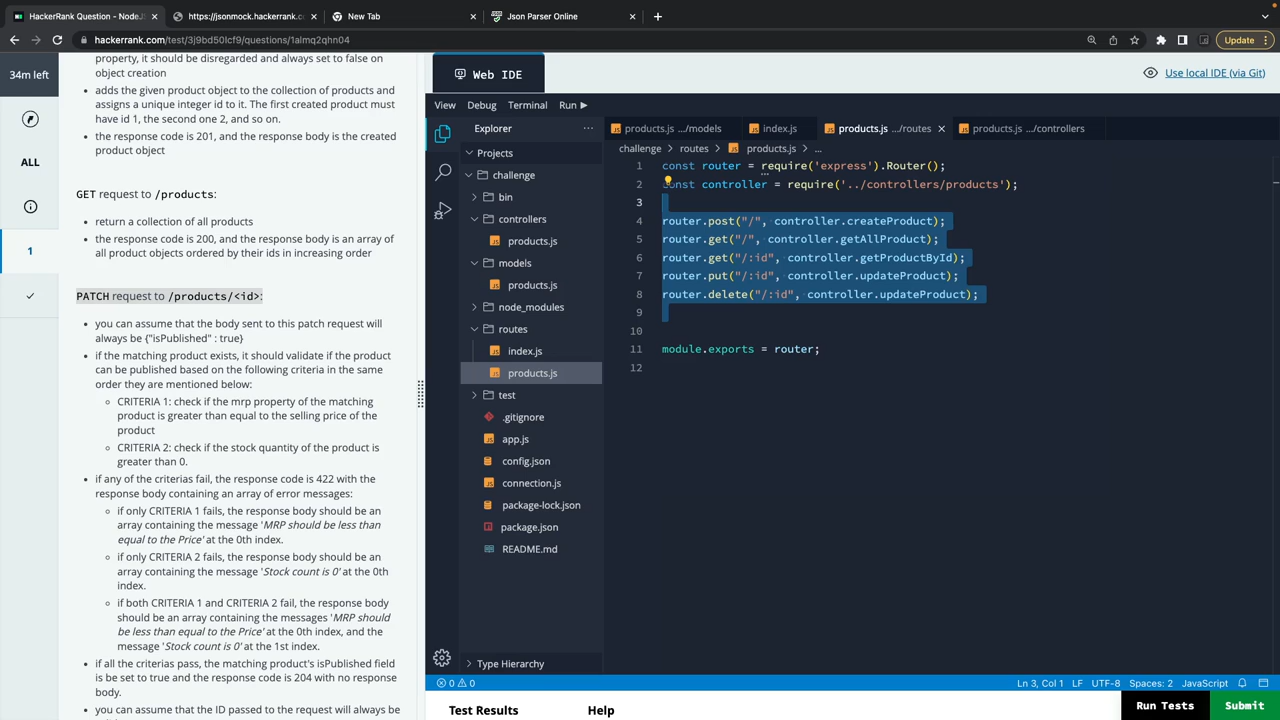 HackerRank Question - NodeJS
https://jsonmock.hackerrank.c
New Tab
Json Parser Online
hackerrank.com/test/3j9bd50lcf9/questions/1almq2qhn04
Update
34m left
ALL
1
property, it should be disregarded and always set to false on
object creation
adds the given product object to the collection of products and
assigns a unique integer id to it. The first created product must
have id 1, the second one 2, and so on.
the response code is 201, and the response body is the created
product object
GET request to /products:
return a collection of all products
the response code is 200, and the response body is an array of
all product objects ordered by their ids in increasing order
PATCH request to /products/<id>:
you can assume that the body sent to this patch request will
always be {"isPublished" : true}
if the matching product exists, it should validate if the product
can be published based on the following criteria in the same
order they are mentioned below:
CRITERIA 1: check if the mrp property of the matching
product is greater than equal to the selling price of the
product
CRITERIA 2: check if the stock quantity of the product is
greater than 0.
if any of the criterias fail, the response code is 422 with the
response body containing an array of error messages:
if only CRITERIA 1 fails, the response body should be an
array containing the message 'MRP should be less than
equal to the Price' at the 0th index.
if only CRITERIA 2 fails, the response body should be an
array containing the message 'Stock count is 0' at the 0th
index.
if both CRITERIA 1 and CRITERIA 2 fail, the response body
should be an array containing the messages 'MRP should
be less than equal to the Price' at the 0th index, and the
message 'Stock count is 0' at the 1st index.
if all the criterias pass, the matching product's isPublished field
is be set to true and the response code is 204 with no response
body.
you can assume that the ID passed to the request will always be
Web IDE
Use local IDE (via Git)
View Debug Terminal Run
Explorer
Projects
challenge
bin
controllers
products.js
models
products.js
node_modules
routes
index.js
products.js
test
.gitignore
app.js
config.json
connection.js
package-lock.json
package.json
README.md
Type Hierarchy
products.js .../models
index.js
products.js .../routes
products.js .../controllers
challenge > routes > products.js > ...
1 const router = require('express').Router();
2 const controller = require('../controllers/products');
3
4 router.post("/", controller.createProduct);
5 router.get("/", controller.getAllProduct);
6 router.get("/:id", controller.getProductById);
7 router.put("/:id", controller.updateProduct);
8 router.delete("/:id", controller.updateProduct);
9
10
11 module.exports = router;
12
0 0
Ln 3, Col 1 LF UTF-8 Spaces: 2 JavaScript
Test Results Help
Run Tests
Submit